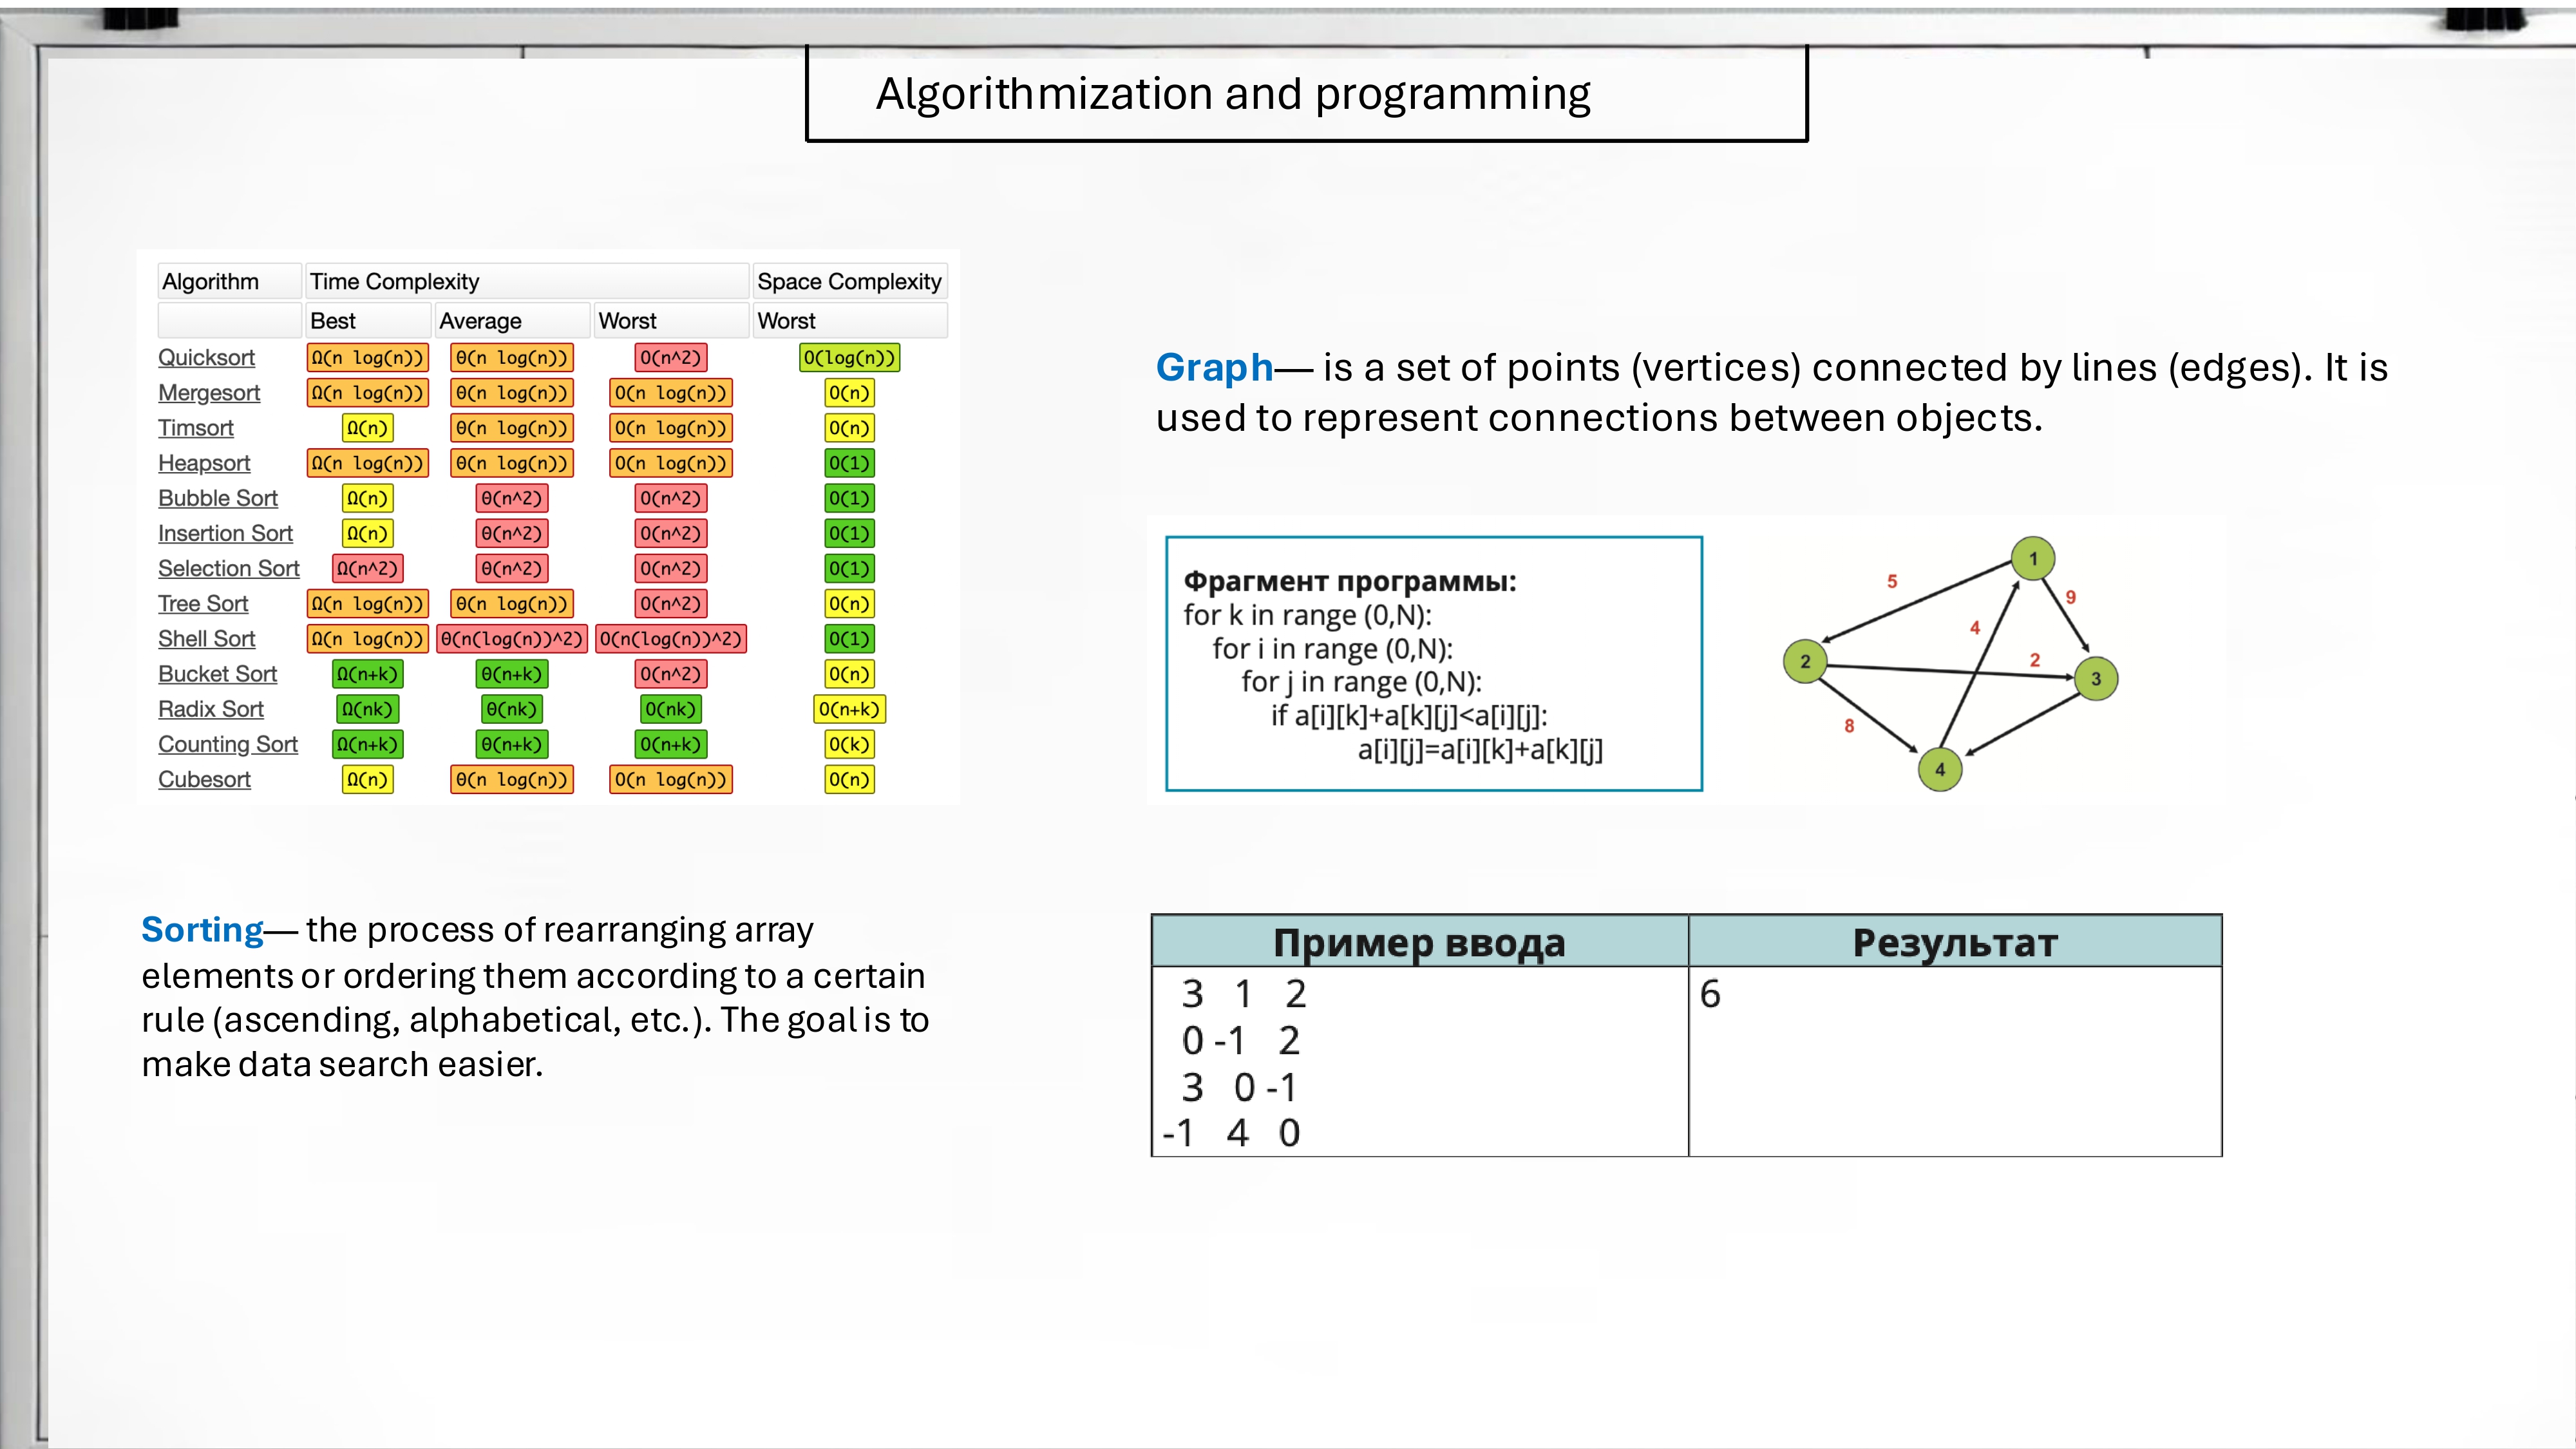 Algorithmization and programming
Algorithm Time Complexity Space Complexity
Best Average Worst Worst
Quicksort Ω(n log(n)) Θ(n log(n)) O(n^2) O(log(n))
Mergesort Ω(n log(n)) Θ(n log(n)) O(n log(n)) O(n)
Timsort Ω(n) Θ(n log(n)) O(n log(n)) O(n)
Heapsort Ω(n log(n)) Θ(n log(n)) O(n log(n)) O(1)
Bubble Sort Ω(n) Θ(n^2) O(n^2) O(1)
Insertion Sort Ω(n) Θ(n^2) O(n^2) O(1)
Selection Sort Ω(n^2) Θ(n^2) O(n^2) O(1)
Tree Sort Ω(n log(n)) Θ(n log(n)) O(n^2) O(n)
Shell Sort Ω(n log(n)) Θ(n(log(n))^2) O(n(log(n))^2) O(1)
Bucket Sort Ω(n+k) Θ(n+k) O(n^2) O(n)
Radix Sort Ω(nk) Θ(nk) O(nk) O(n+k)
Counting Sort Ω(n+k) Θ(n+k) O(n+k) O(k)
Cubesort Ω(n) Θ(n log(n)) O(n log(n)) O(n)
Sorting— the process of rearranging array
elements or ordering them according to a certain
rule (ascending, alphabetical, etc.). The goal is to
make data search easier.
Graph— is a set of points (vertices) connected by lines (edges). It is
used to represent connections between objects.
Фрагмент программы:
for k in range (0,N):
for i in range (0,N):
for j in range (0,N):
if a[i][k]+a[k][j]<a[i][j]:
a[i][j]=a[i][k]+a[k][j]
1
5
9
4
2
2
3
8
4
Пример ввода Результат
3 1 2 6
0 -1 2
3 0 -1
-1 4 0